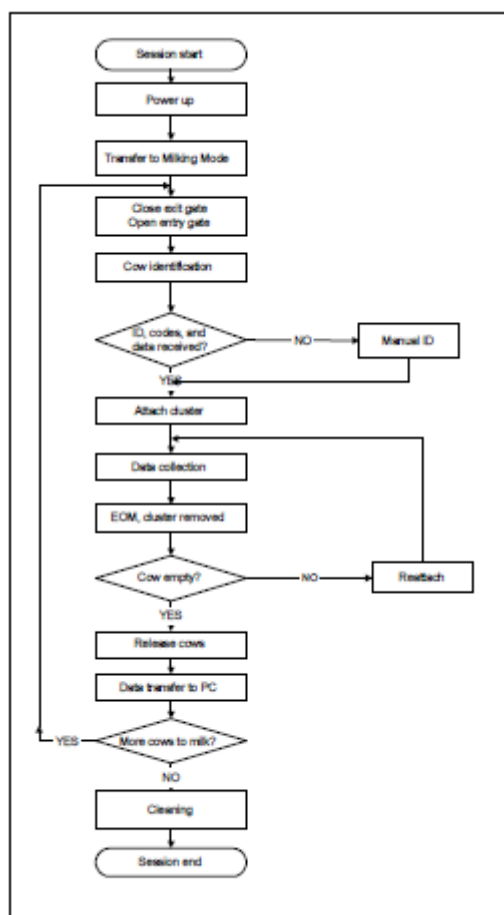 Session start
Power up
Transfer to Milking Mode
Close exit gate
Open entry gate
Cow identification
ID, codes, and
data received?
NO
Manual ID
YES
Attach cluster
Data collection
EOM, cluster removed
Cow empty?
NO
Reattach
YES
Release cows
Data transfer to PC
YES
More cows to milk?
NO
Cleaning
Session end